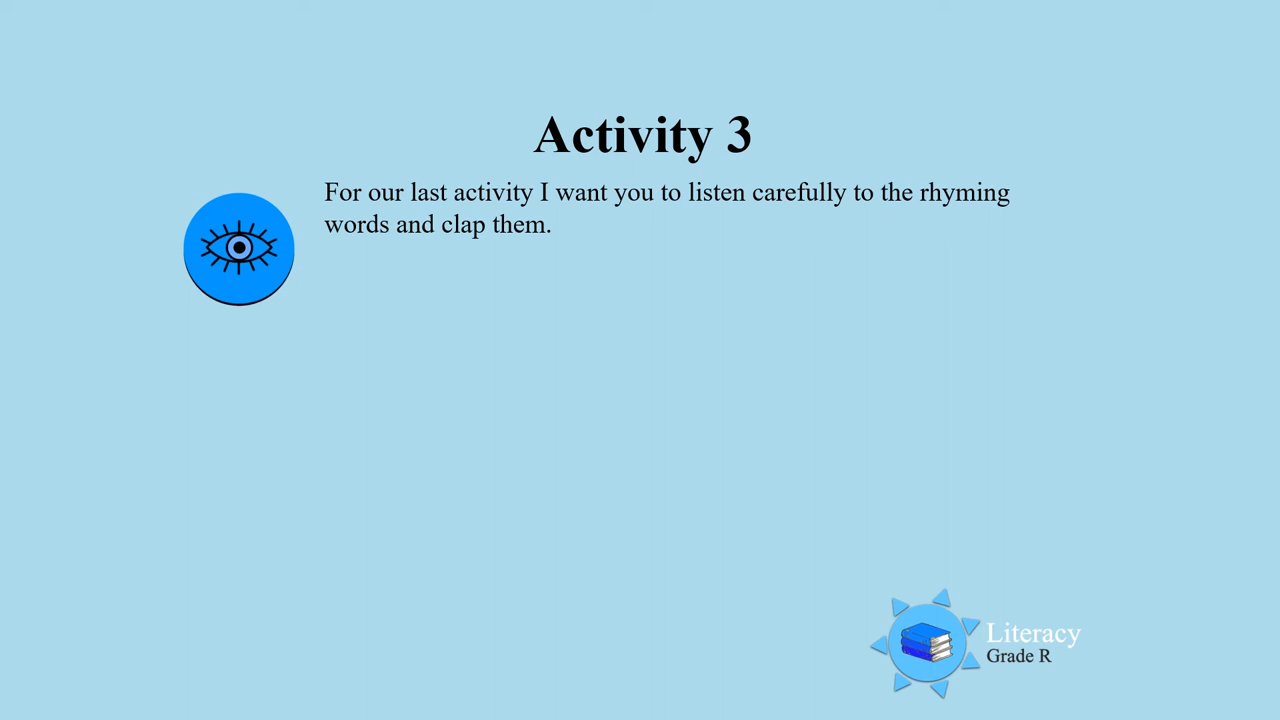 Activity 3
For our last activity I want you to listen carefully to the rhyming
words and clap them.
Literacy
Grade R